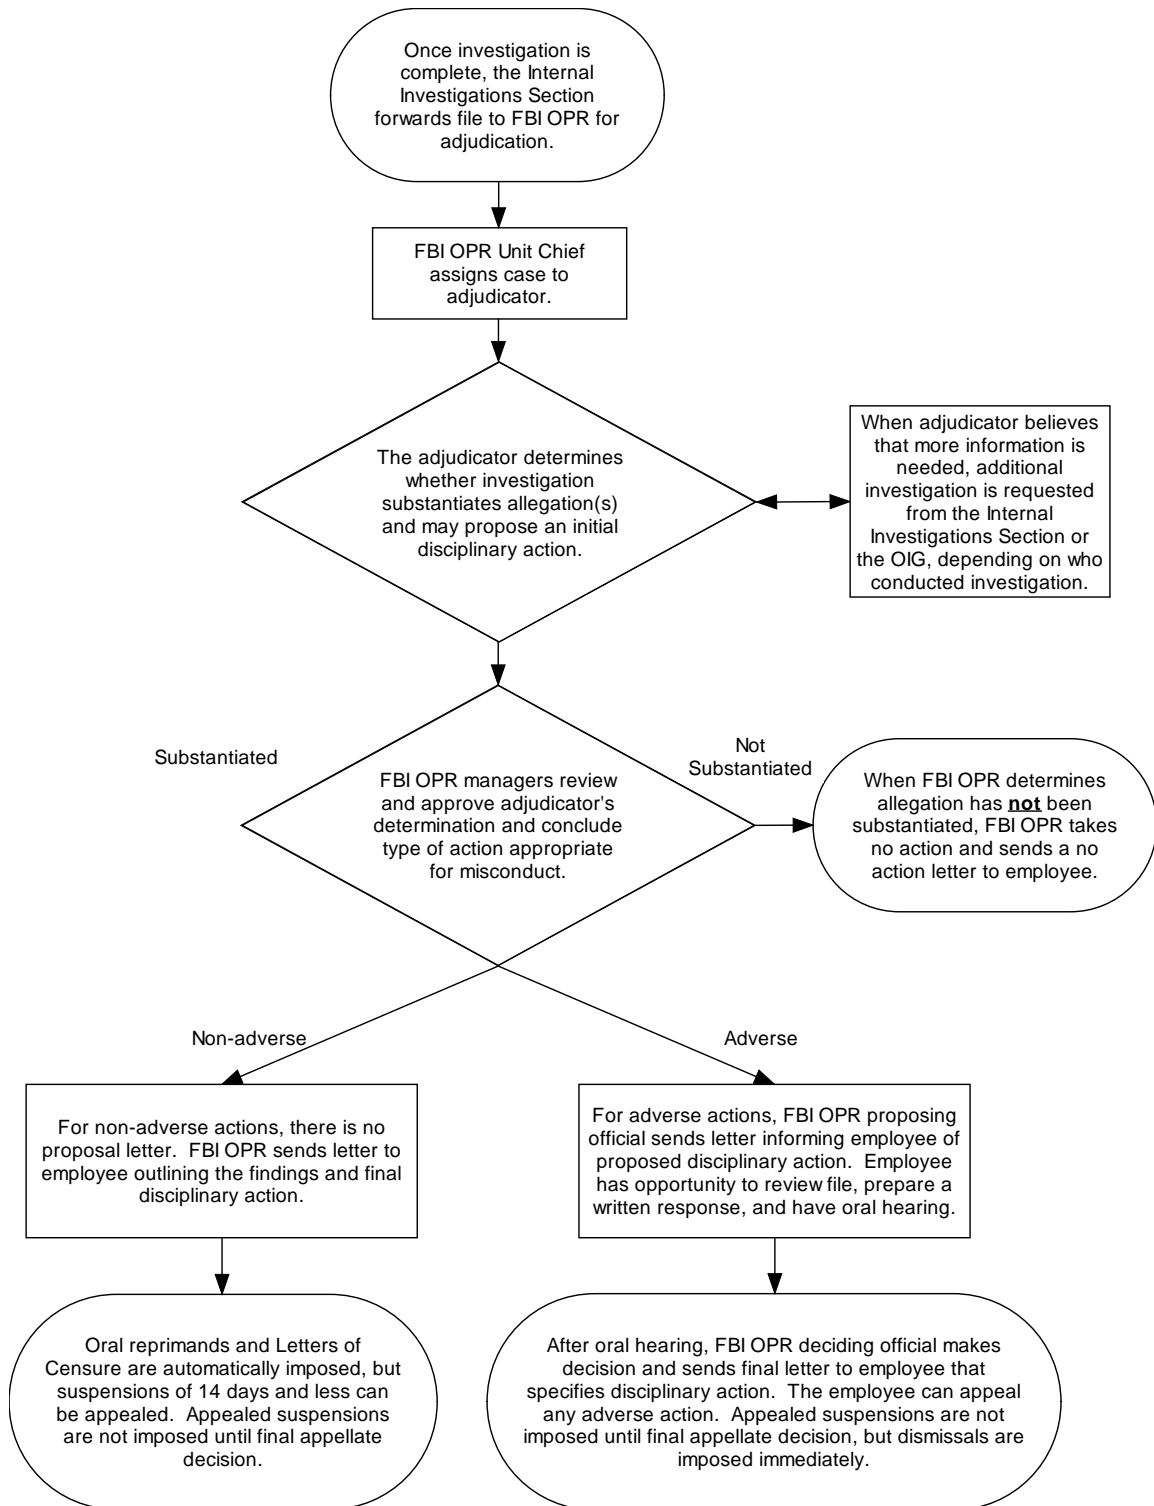 Once investigation is
complete, the Internal
Investigations Section
forwards file to FBI OPR for
adjudication.
FBI OPR Unit Chief
assigns case to
adjudicator.
The adjudicator determines
whether investigation
substantiates allegation(s)
and may propose an initial
disciplinary action.
When adjudicator believes
that more information is
needed, additional
investigation is requested
from the Internal
Investigations Section or
the OIG, depending on who
conducted investigation.
Substantiated
Not
Substantiated
FBI OPR managers review
and approve adjudicator's
determination and conclude
type of action appropriate
for misconduct.
When FBI OPR determines
allegation has not been
substantiated, FBI OPR takes
no action and sends a no
action letter to employee.
Non-adverse
Adverse
For non-adverse actions, there is no
proposal letter. FBI OPR sends letter to
employee outlining the findings and final
disciplinary action.
For adverse actions, FBI OPR proposing
official sends letter informing employee of
proposed disciplinary action. Employee
has opportunity to review file, prepare a
written response, and have oral hearing.
Oral reprimands and Letters of
Censure are automatically imposed, but
suspensions of 14 days and less can
be appealed. Appealed suspensions
are not imposed until final appellate
decision.
After oral hearing, FBI OPR deciding official makes
decision and sends final letter to employee that
specifies disciplinary action. The employee can appeal
any adverse action. Appealed suspensions are not
imposed until final appellate decision, but dismissals are
imposed immediately.